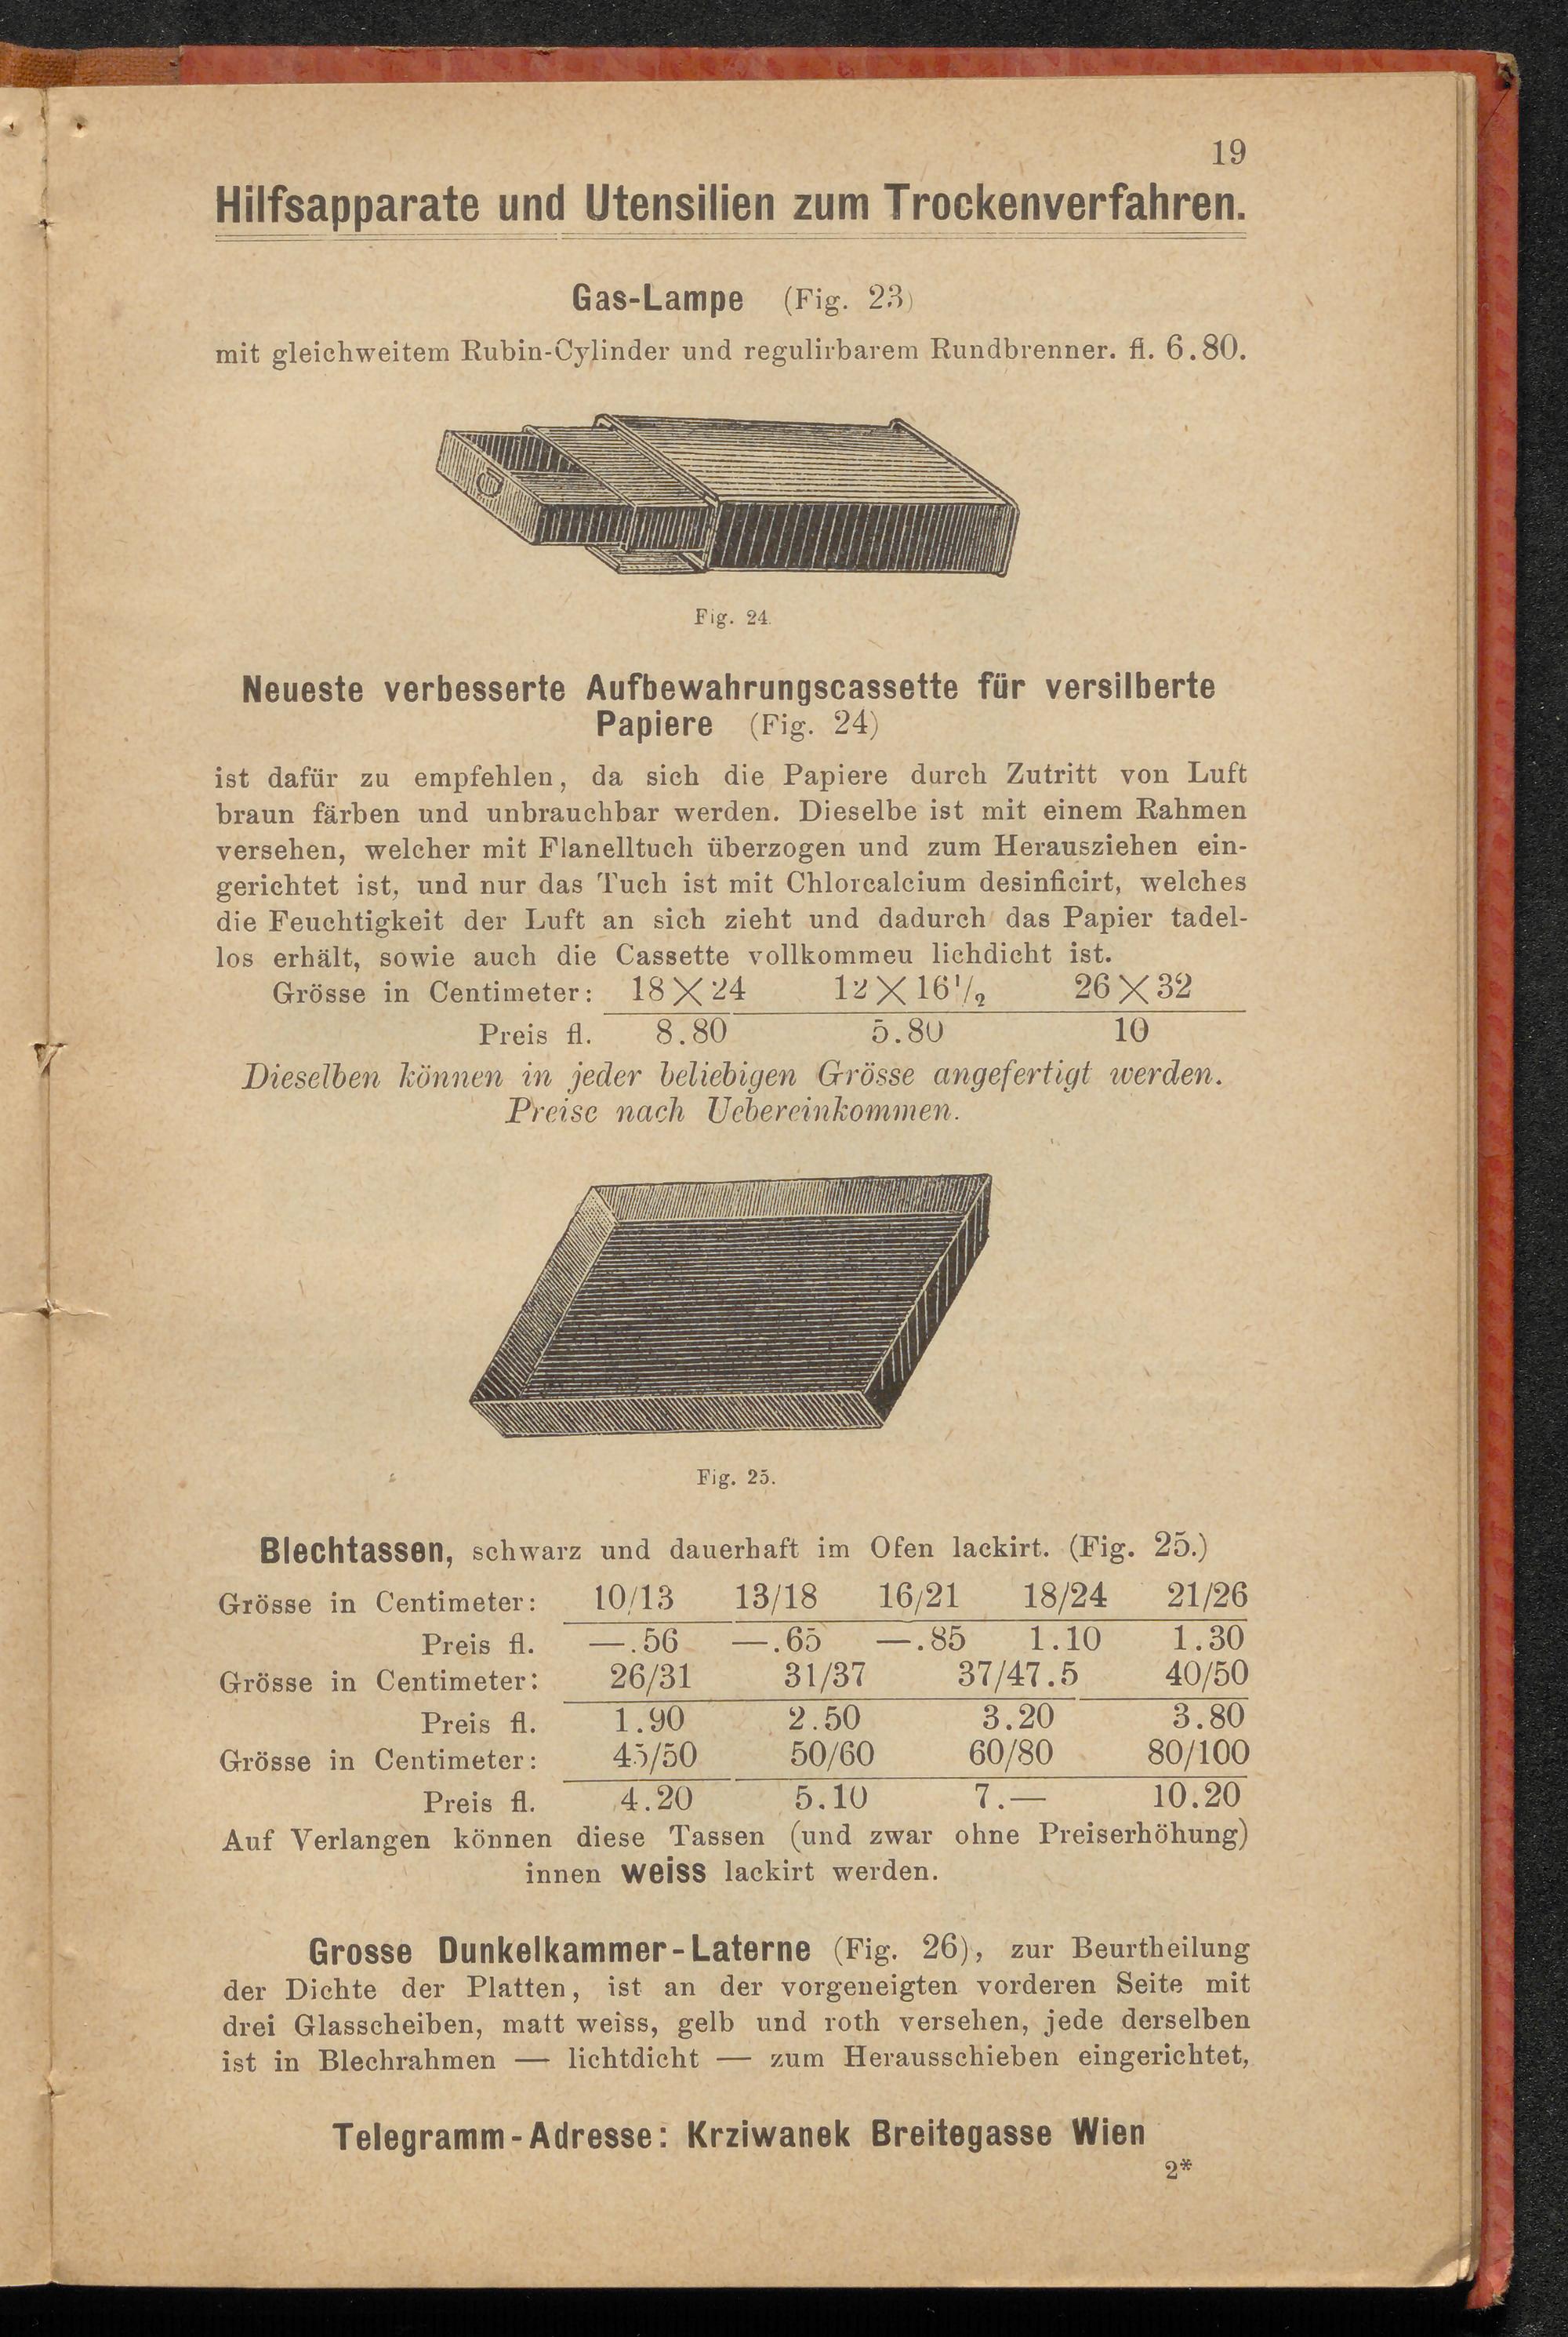 19
Hilfsapparate und Utensilien zum Trockenverfahren.
Gas-Lampe (Fig. 23)
mit gleichweitem Rubin-Cylinder und regulirbarem Rundbrenner. fl. 6.80.
Fig. 24.
Neueste verbesserte Aufbewahrungscassette für versilberte
Papiere (Fig. 24)
ist dafür zu empfehlen, da sich die Papiere durch Zutritt von Luft
braun färben und unbrauchbar werden. Dieselbe ist mit einem Rahmen
versehen, welcher mit Flanelltuch überzogen und zum Herausziehen ein-
gerichtet ist, und nur das Tuch ist mit Chlorcalcium desinficirt, welches
die Feuchtigkeit der Luft an sich zieht und dadurch das Papier tadel-
los erhält, sowie auch die Cassette vollkommeu lichdicht ist.
Grösse in Centimeter: 18 X 24 12 X 16 1/2 26 X 32
Preis fl. 8.80 5.80 10
Dieselben können in jeder beliebigen Grösse angefertigt werden.
Preise nach Uebereinkommen.
Fig. 25.
Blechtassen, schwarz und dauerhaft im Ofen lackirt. (Fig. 25.)
Grösse in Centimeter: 10/13 13/18 16/21 18/24 21/26
Preis fl. —.56 —.65 —.85 1.10 1.30
Grösse in Centimeter: 26/31 31/37 37/47.5 40/50
Preis fl. 1.90 2.50 3.20 3.80
Grösse in Centimeter: 45/50 50/60 60/80 80/100
Preis fl. 4.20 5.10 7.— 10.20
Auf Verlangen können diese Tassen (und zwar ohne Preiserhöhung)
innen weiss lackirt werden.
Grosse Dunkelkammer-Laterne (Fig. 26), zur Beurtheilung
der Dichte der Platten, ist an der vorgeneigten vorderen Seite mit
drei Glasscheiben, matt weiss, gelb und roth versehen, jede derselben
ist in Blechrahmen — lichtdicht — zum Herausschieben eingerichtet,
Telegramm-Adresse: Krziwanek Breitegasse Wien
2*